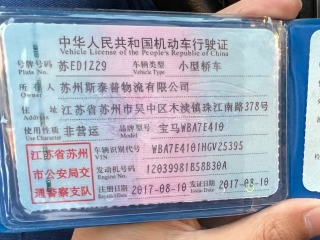 中华人民共和国机动车行驶证
Vehicle License of the People's Republic of China
号牌号码 苏ED1Z29 车辆类型 小型轿车
Plate No. Vehicle Type
所有人 苏州斯泰普物流有限公司
Owner
住址 江苏省苏州市吴中区木渎镇珠江南路378号
Address
使用性质 非营运 品牌型号 宝马WBA7E410
Use Character Model
江苏省苏州市公安局交通警察支队
车辆识别代号 WBA7E4101HGV25395
VIN
发动机号码 12039981B58B30A
Engine No.
注册日期 2017-08-10 发证日期 2017-08-10
Register Date Issue Date